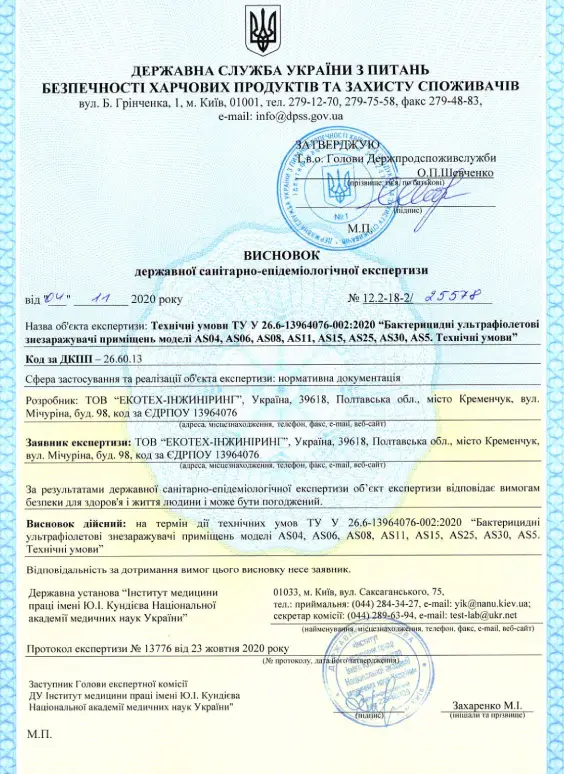 ДЕРЖАВНА СЛУЖБА УКРАЇНИ З ПИТАНЬ
БЕЗПЕЧНОСТІ ХАРЧОВИХ ПРОДУКТІВ ТА ЗАХИСТУ СПОЖИВАЧІВ
вул. Б. Грінченка, 1, м. Київ, 01001, тел. 279-12-70, 279-75-58, факс 279-48-83,
e-mail: info@dpss.gov.ua
ЗАТВЕРДЖУЮ
Т.в.о. Голови Держпродспоживслужби
О.П.Шевченко
(прізвище, ім'я, по батькові)
(підпис)
№1
М.П.
ВИСНОВОК
державної санітарно-епідеміологічної експертизи
від "04" 11 2020 року № 12.2-18-2/ 25578
Назва об'єкта експертизи: Технічні умови ТУ У 26.6-13964076-002:2020 “Бактерицидні ультрафіолетові
знезаражувачі приміщень моделі AS04, AS06, AS08, AS11, AS15, AS25, AS30, AS5. Технічні умови”
Код за ДКПП – 26.60.13
Сфера застосування та реалізації об'єкта експертизи: нормативна документація
Розробник: ТОВ “ЕКОТЕХ-ІНЖИНІРИНГ”, Україна, 39618, Полтавська обл., місто Кременчук, вул.
Мічуріна, буд. 98, код за ЄДРПОУ 13964076
(адреса, місцезнаходження, телефон, факс, e-mail, веб-сайт)
Заявник експертизи: ТОВ “ЕКОТЕХ-ІНЖИНІРИНГ”, Україна, 39618, Полтавська обл., місто Кременчук,
вул. Мічуріна, буд. 98, код за ЄДРПОУ 13964076
(адреса, місцезнаходження, телефон, факс, e-mail, веб-сайт)
За результатами державної санітарно-епідеміологічної експертизи об’єкт експертизи відповідає вимогам
безпеки для здоров'я і життя людини і може бути погоджений.
Висновок дійсний: на термін дії технічних умов ТУ У 26.6-13964076-002:2020 “Бактерицидні
ультрафіолетові знезаражувачі приміщень моделі AS04, AS06, AS08, AS11, AS15, AS25, AS30, AS5.
Технічні умови”
Відповідальність за дотримання вимог цього висновку несе заявник.
Державна установа “Інститут медицини
праці імені Ю.І. Кундієва Національної
академії медичних наук України”
01033, м. Київ, вул. Саксаганського, 75,
тел.: приймальня: (044) 284-34-27, e-mail: yik@nanu.kiev.ua;
секретар комісії: (044) 289-63-94, e-mail: test-lab@ukr.net
(найменування, місцезнаходження, телефон, факс, e-mail, веб-сайт)
Протокол експертизи № 13776 від 23 жовтня 2020 року
(№ протоколу, дата його затвердження)
Заступник Голови експертної комісії
ДУ Інститут медицини праці імені Ю.І. Кундієва
Національної академії медичних наук України"
(підпис)
Захаренко М.І.
(ініціали та прізвище)
М.П.